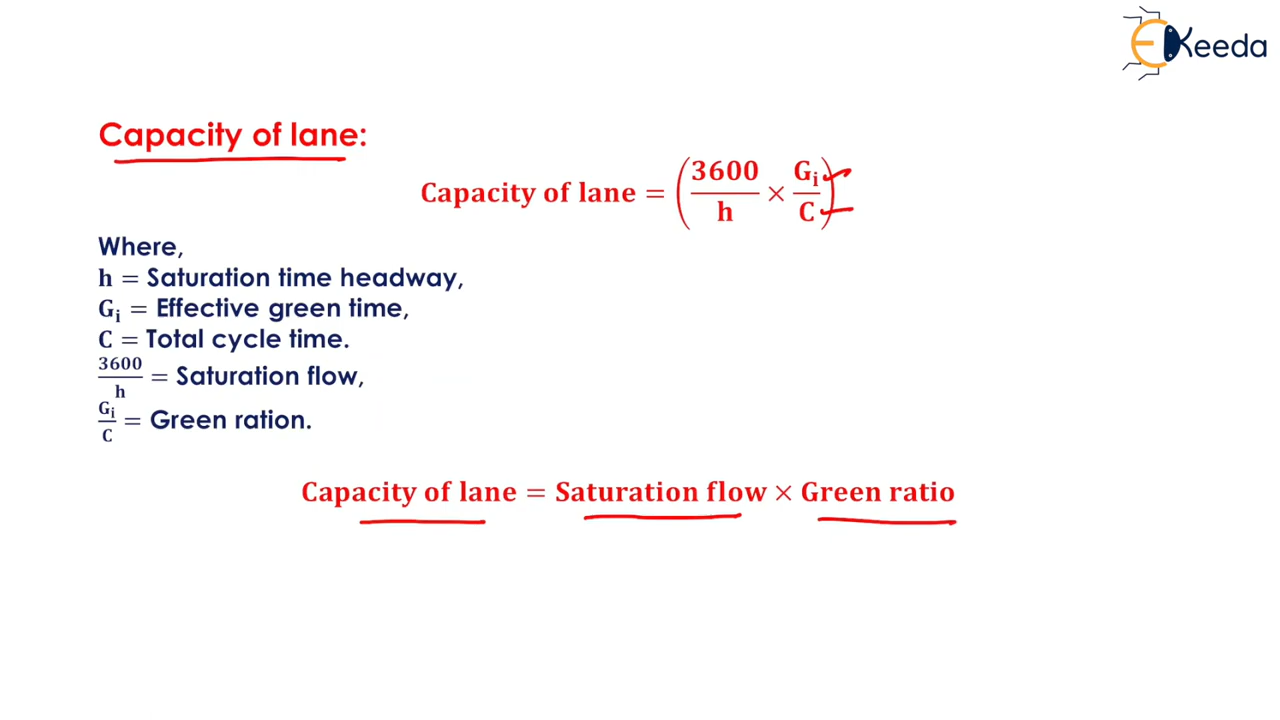 EKeeda
Capacity of lane:
Capacity of lane = (3600/h × Gᵢ/C)
Where,
h = Saturation time headway,
Gᵢ = Effective green time,
C = Total cycle time.
3600/h = Saturation flow,
Gᵢ/C = Green ration.
Capacity of lane = Saturation flow × Green ratio